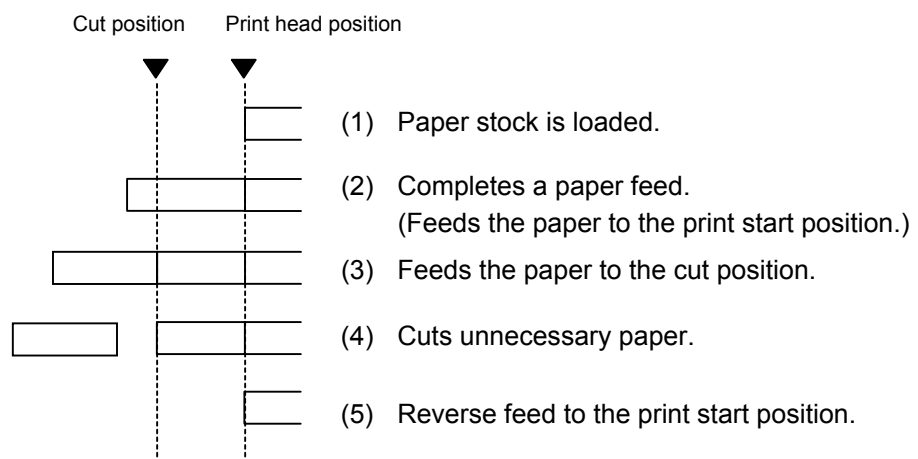 Cut position Print head position
(1) Paper stock is loaded.
(2) Completes a paper feed.
(Feeds the paper to the print start position.)
(3) Feeds the paper to the cut position.
(4) Cuts unnecessary paper.
(5) Reverse feed to the print start position.